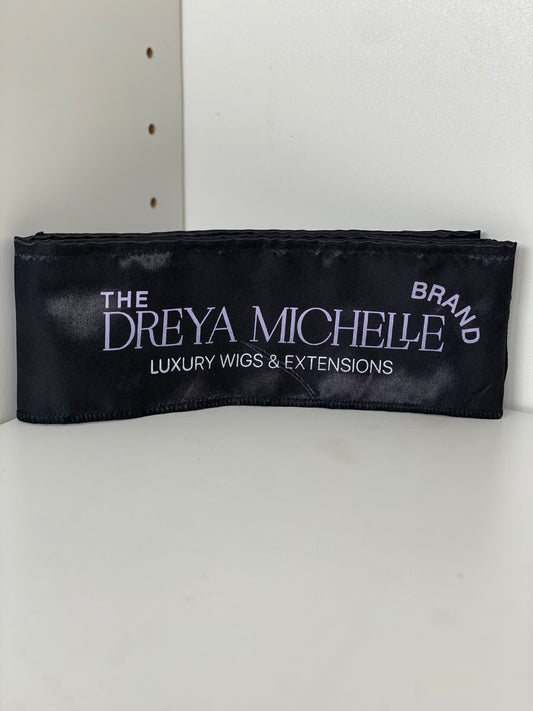 THE
DREYA MICHELLE
BRAND
LUXURY WIGS & EXTENSIONS